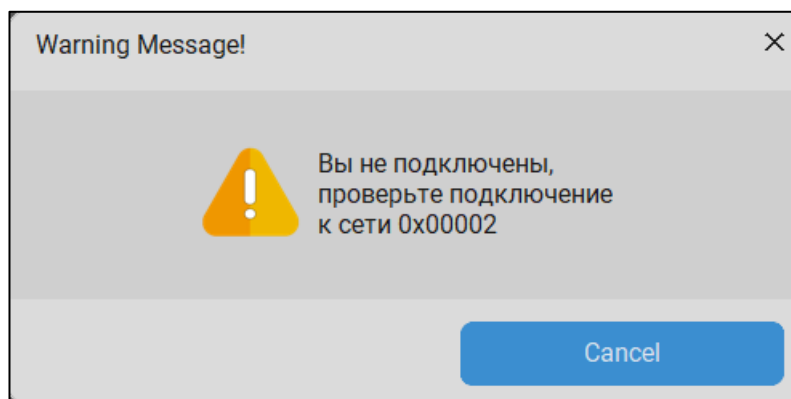 Warning Message!
Вы не подключены,
проверьте подключение
к сети 0x00002
Cancel